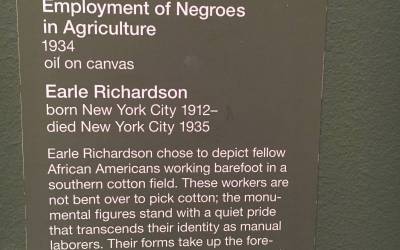 Employment of Negroes
in Agriculture
1934
oil on canvas
Earle Richardson
born New York City 1912–
died New York City 1935
Earle Richardson chose to depict fellow
African Americans working barefoot in a
southern cotton field. These workers are
not bent over to pick cotton; the monu-
mental figures stand with a quiet pride
that transcends their identity as manual
laborers. Their forms take up the fore-